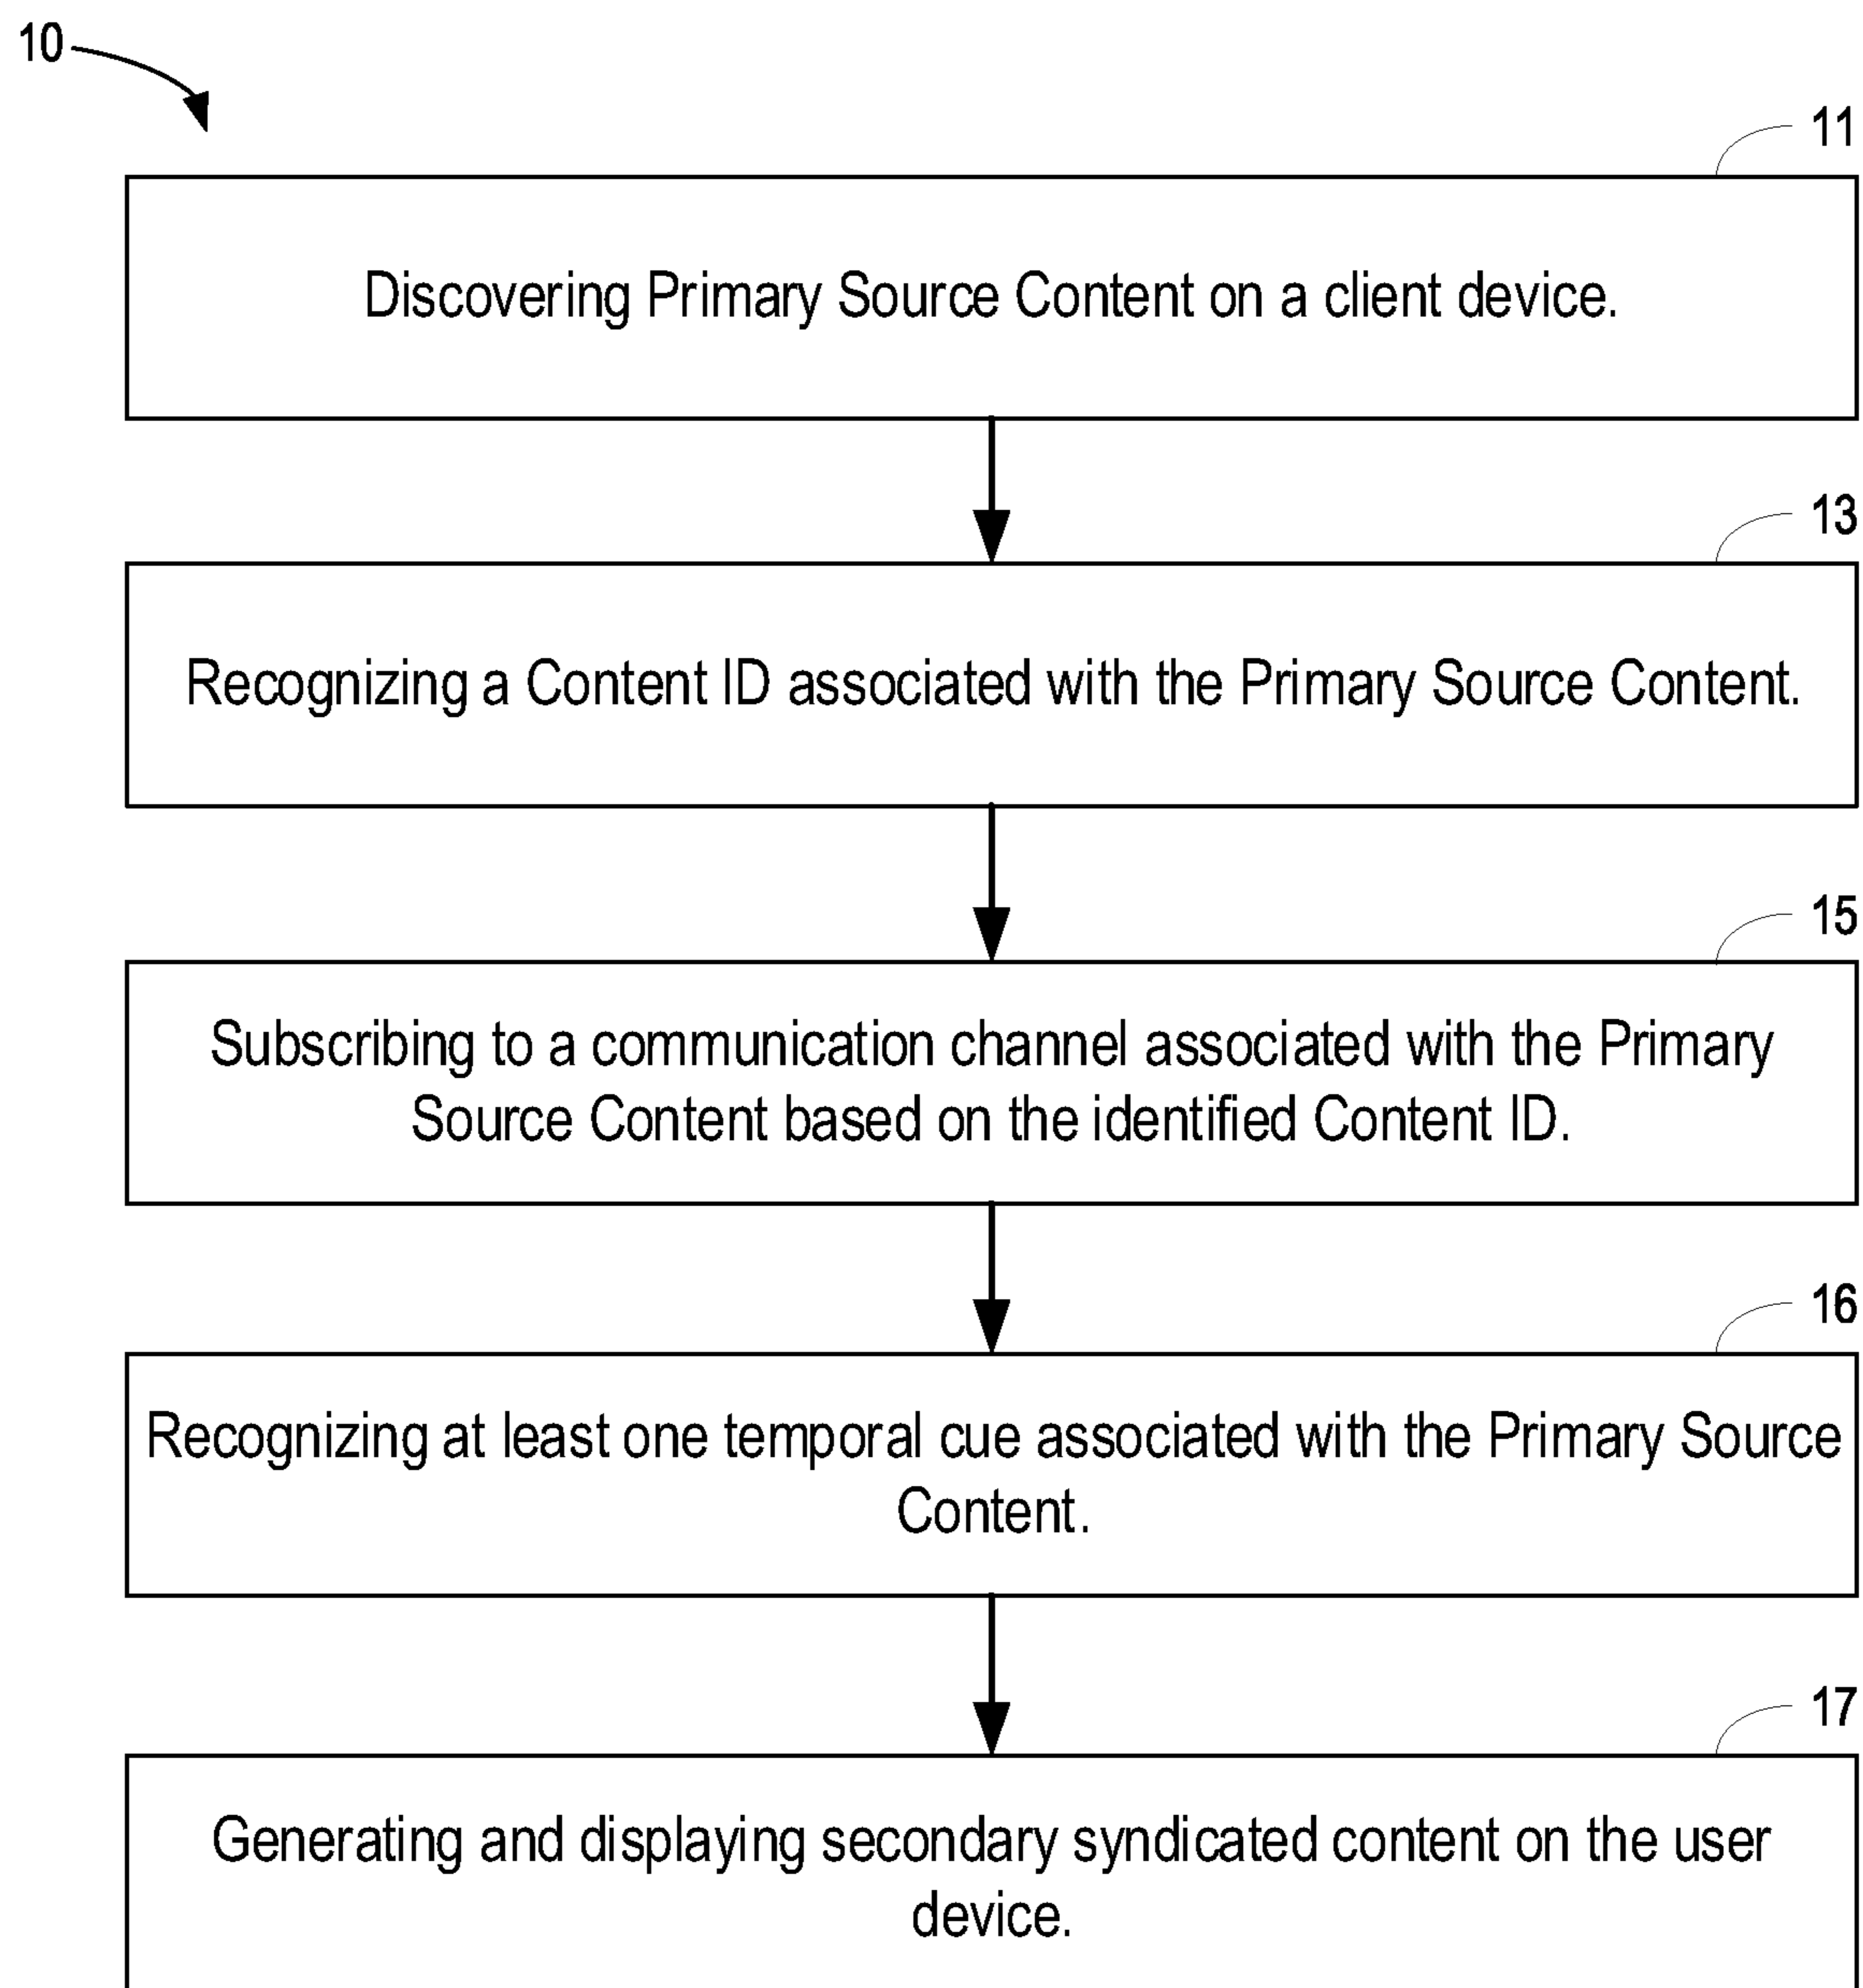 10
11
Discovering Primary Source Content on a client device.
13
Recognizing a Content ID associated with the Primary Source Content.
15
Subscribing to a communication channel associated with the Primary
Source Content based on the identified Content ID.
16
Recognizing at least one temporal cue associated with the Primary Source
Content.
17
Generating and displaying secondary syndicated content on the user
device.